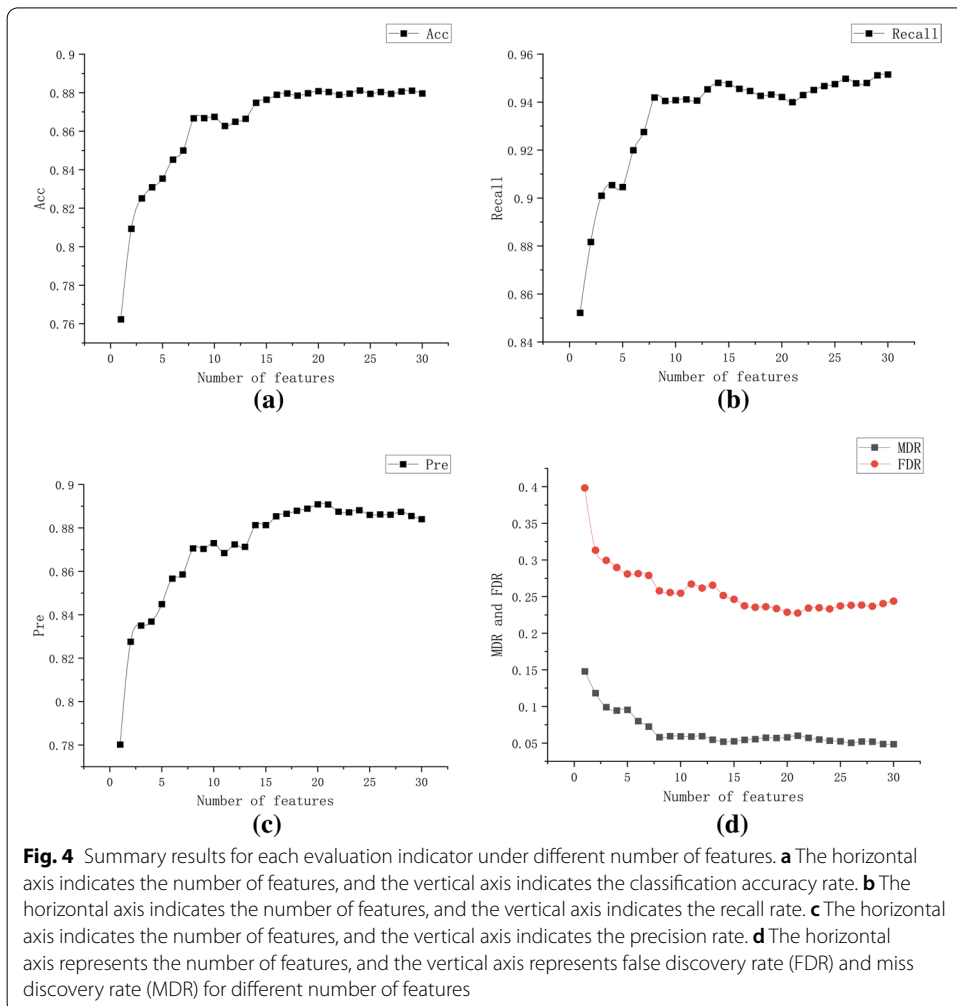 Acc
0.9
0.88
0.86
0.84
0.82
0.8
0.78
0.76
Acc
0 5 10 15 20 25 30
Number of features
(a)
Recall
0.96
0.94
0.92
0.9
0.88
0.86
0.84
Recall
0 5 10 15 20 25 30
Number of features
(b)
Pre
0.9
0.88
0.86
0.84
0.82
0.8
0.78
Pre
0 5 10 15 20 25 30
Number of features
(c)
MDR
FDR
0.4
0.35
0.3
0.25
0.2
0.15
0.1
0.05
MDR and FDR
0 5 10 15 20 25 30
Number of features
(d)
Fig. 4 Summary results for each evaluation indicator under different number of features. a The horizontal
axis indicates the number of features, and the vertical axis indicates the classification accuracy rate. b The
horizontal axis indicates the number of features, and the vertical axis indicates the recall rate. c The horizontal
axis indicates the number of features, and the vertical axis indicates the precision rate. d The horizontal
axis represents the number of features, and the vertical axis represents false discovery rate (FDR) and miss
discovery rate (MDR) for different number of features